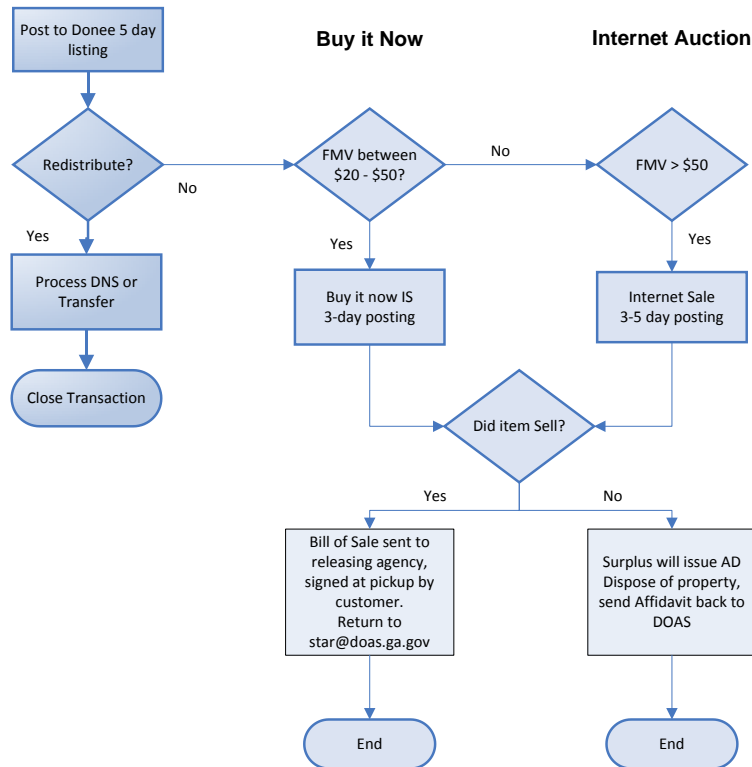 Post to Donee 5 day
listing
Buy it Now
Internet Auction
Redistribute?
No
FMV between
$20 - $50?
No
FMV > $50
Yes
Yes
Yes
Process DNS or
Transfer
Buy it now IS
3-day posting
Internet Sale
3-5 day posting
Close Transaction
Did item Sell?
Yes
No
Bill of Sale sent to
releasing agency,
signed at pickup by
customer.
Return to
star@doas.ga.gov
Surplus will issue AD
Dispose of property,
send Affidavit back to
DOAS
End
End